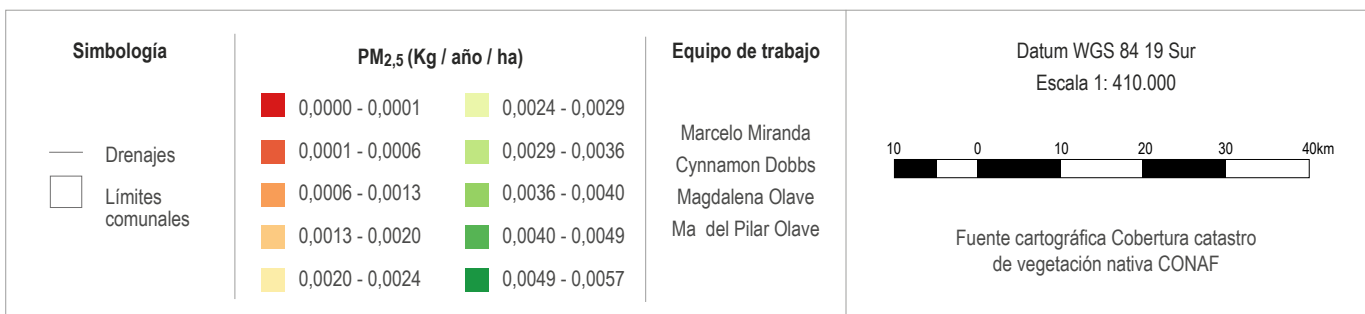 Simbología
Drenajes
Límites
comunales
PM2,5 (Kg / año / ha)
0,0000 - 0,0001
0,0001 - 0,0006
0,0006 - 0,0013
0,0013 - 0,0020
0,0020 - 0,0024
0,0024 - 0,0029
0,0029 - 0,0036
0,0036 - 0,0040
0,0040 - 0,0049
0,0049 - 0,0057
Equipo de trabajo
Marcelo Miranda
Cynnamon Dobbs
Magdalena Olave
Ma del Pilar Olave
Datum WGS 84 19 Sur
Escala 1: 410.000
10 0 10 20 30 40km
Fuente cartográfica Cobertura catastro
de vegetación nativa CONAF